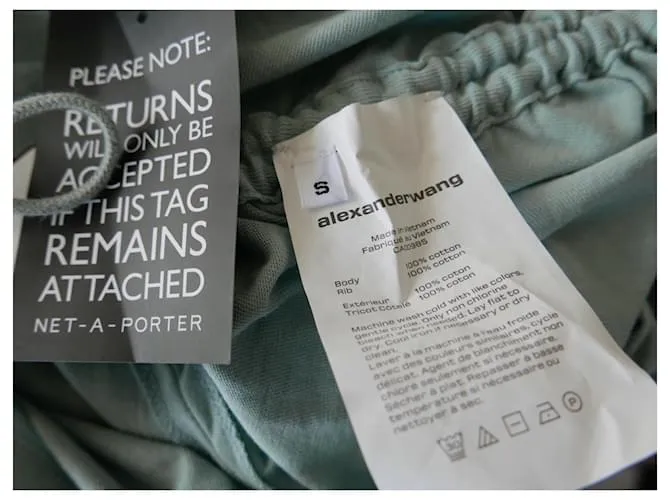 PLEASE NOTE:
RETURNS
WILL ONLY BE
ACCEPTED
IF THIS TAG
REMAINS
ATTACHED
NET-A-PORTER
S
alexanderwang
Made in Vietnam
Fabriqué au Vietnam
CA00985
Body 100% cotton
Rib 100% cotton
Extérieur 100% coton
Tricot Côtelé 100% coton
Machine wash cold with like colors,
gentle cycle. Only non chlorine
bleach when needed. Lay flat to
dry. Cool iron if necessary or dry
clean.
Laver à la machine à l'eau froide
avec des couleurs similaires, cycle
délicat. Agent de blanchiment non
chloré seulement si nécessaire.
Sécher à plat. Repasser à basse
température si nécessaire ou
nettoyer à sec.
30
P